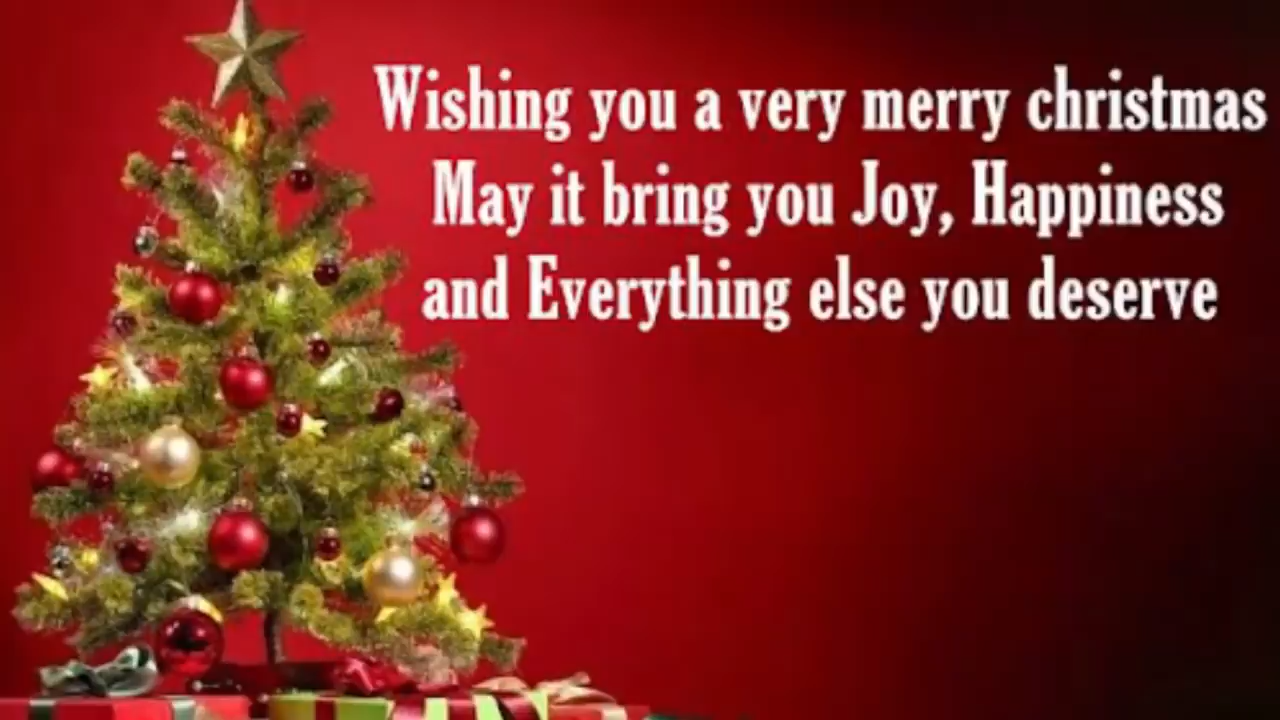 Wishing you a very merry christmas
May it bring you Joy, Happiness
and Everything else you deserve